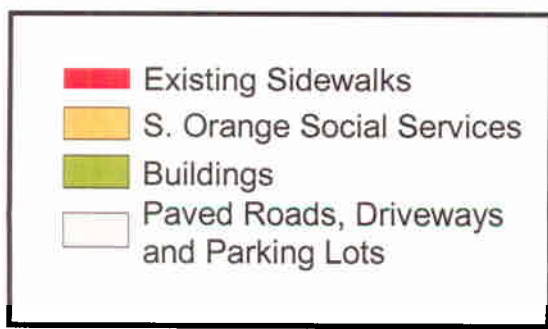 Existing Sidewalks
S. Orange Social Services
Buildings
Paved Roads, Driveways
and Parking Lots